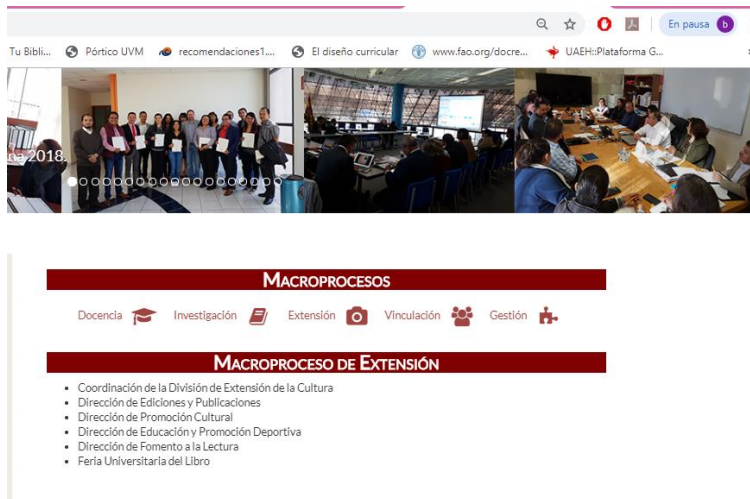 En pausa b
Tu Bibli... Pórtico UVM recomendaciones1.... El diseño curricular www.fao.org/docre... UAEH::Plataforma G...
na 2018.
MACROPROCESOS
Docencia Investigación Extensión Vinculación Gestión
MACROPROCESO DE EXTENSIÓN
• Coordinación de la División de Extensión de la Cultura
• Dirección de Ediciones y Publicaciones
• Dirección de Promoción Cultural
• Dirección de Educación y Promoción Deportiva
• Dirección de Fomento a la Lectura
• Feria Universitaria del Libro